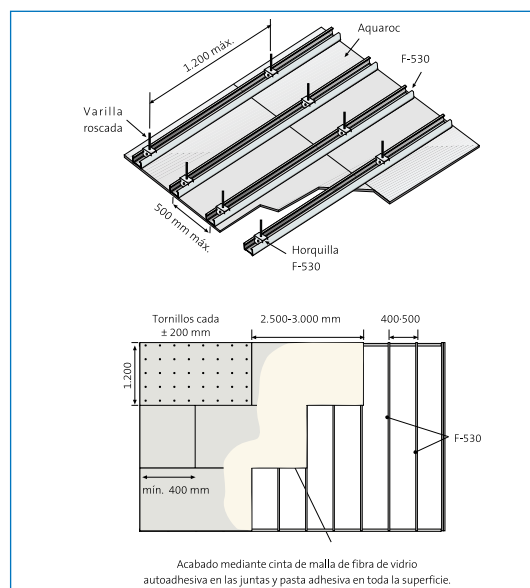 1.200 máx.
Aquaroc
F-530
Varilla
roscada
500 mm máx.
Horquilla
F-530
Tornillos cada
± 200 mm
2.500-3.000 mm
400-500
1.200
F-530
mín. 400 mm
Acabado mediante cinta de malla de fibra de vidrio
autoadhesiva en las juntas y pasta adhesiva en toda la superficie.